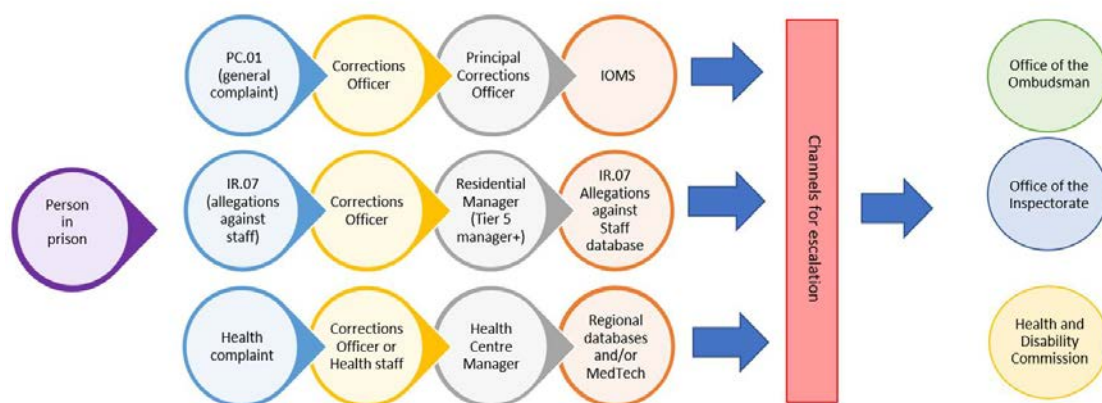 Person
in
prison
PC.01
(general
complaint)
Corrections
Officer
Principal
Corrections
Officer
IOMS
IR.07
(allegations
against
staff)
Corrections
Officer
Residential
Manager
(Tier 5
manager+)
IR.07
Allegations
against
Staff
database
Health
complaint
Corrections
Officer or
Health staff
Health
Centre
Manager
Regional
databases
and/or
MedTech
Channels for escalation
Office of the
Ombudsman
Office of the
Inspectorate
Health and
Disability
Commission